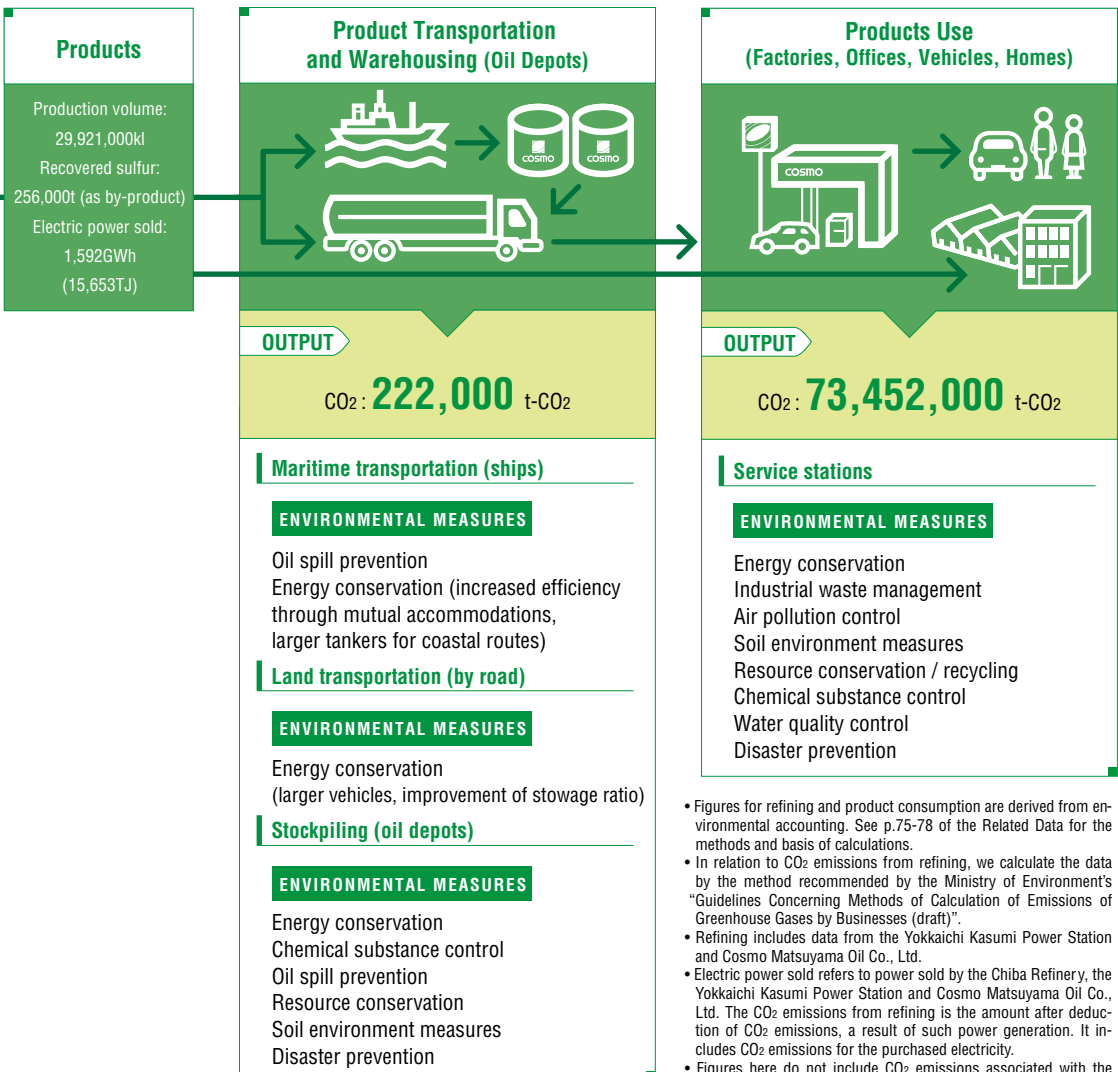 Products
Production volume:
29,921,000kl
Recovered sulfur:
256,000t (as by-product)
Electric power sold:
1,592GWh
(15,653TJ)
Product Transportation
and Warehousing (Oil Depots)
COSMO
COSMO
OUTPUT
CO2 : 222,000 t-CO2
Maritime transportation (ships)
ENVIRONMENTAL MEASURES
Oil spill prevention
Energy conservation (increased efficiency
through mutual accommodations,
larger tankers for coastal routes)
Land transportation (by road)
ENVIRONMENTAL MEASURES
Energy conservation
(larger vehicles, improvement of stowage ratio)
Stockpiling (oil depots)
ENVIRONMENTAL MEASURES
Energy conservation
Chemical substance control
Oil spill prevention
Resource conservation
Soil environment measures
Disaster prevention
Products Use
(Factories, Offices, Vehicles, Homes)
COSMO
OUTPUT
CO2 : 73,452,000 t-CO2
Service stations
ENVIRONMENTAL MEASURES
Energy conservation
Industrial waste management
Air pollution control
Soil environment measures
Resource conservation / recycling
Chemical substance control
Water quality control
Disaster prevention
• Figures for refining and product consumption are derived from en-
vironmental accounting. See p.75-78 of the Related Data for the
methods and basis of calculations.
• In relation to CO2 emissions from refining, we calculate the data
by the method recommended by the Ministry of Environment's
"Guidelines Concerning Methods of Calculation of Emissions of
Greenhouse Gases by Businesses (draft)".
• Refining includes data from the Yokkaichi Kasumi Power Station
and Cosmo Matsuyama Oil Co., Ltd.
• Electric power sold refers to power sold by the Chiba Refinery, the
Yokkaichi Kasumi Power Station and Cosmo Matsuyama Oil Co.,
Ltd. The CO2 emissions from refining is the amount after deduc-
tion of CO2 emissions, a result of such power generation. It in-
cludes CO2 emissions for the purchased electricity.
• Figures here do not include CO2 emissions associated with the